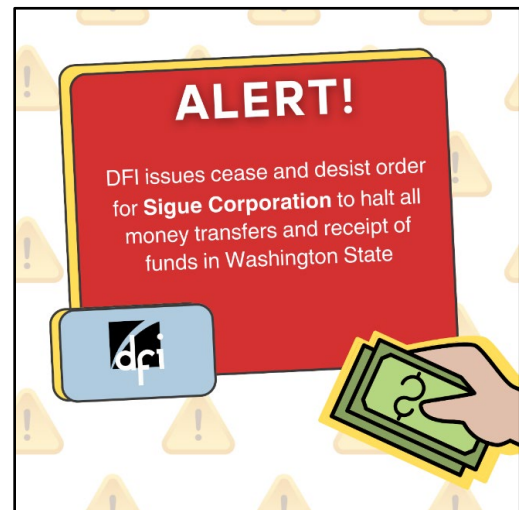 ALERT!
DFI issues cease and desist order
for Sigue Corporation to halt all
money transfers and receipt of
funds in Washington State
dfi